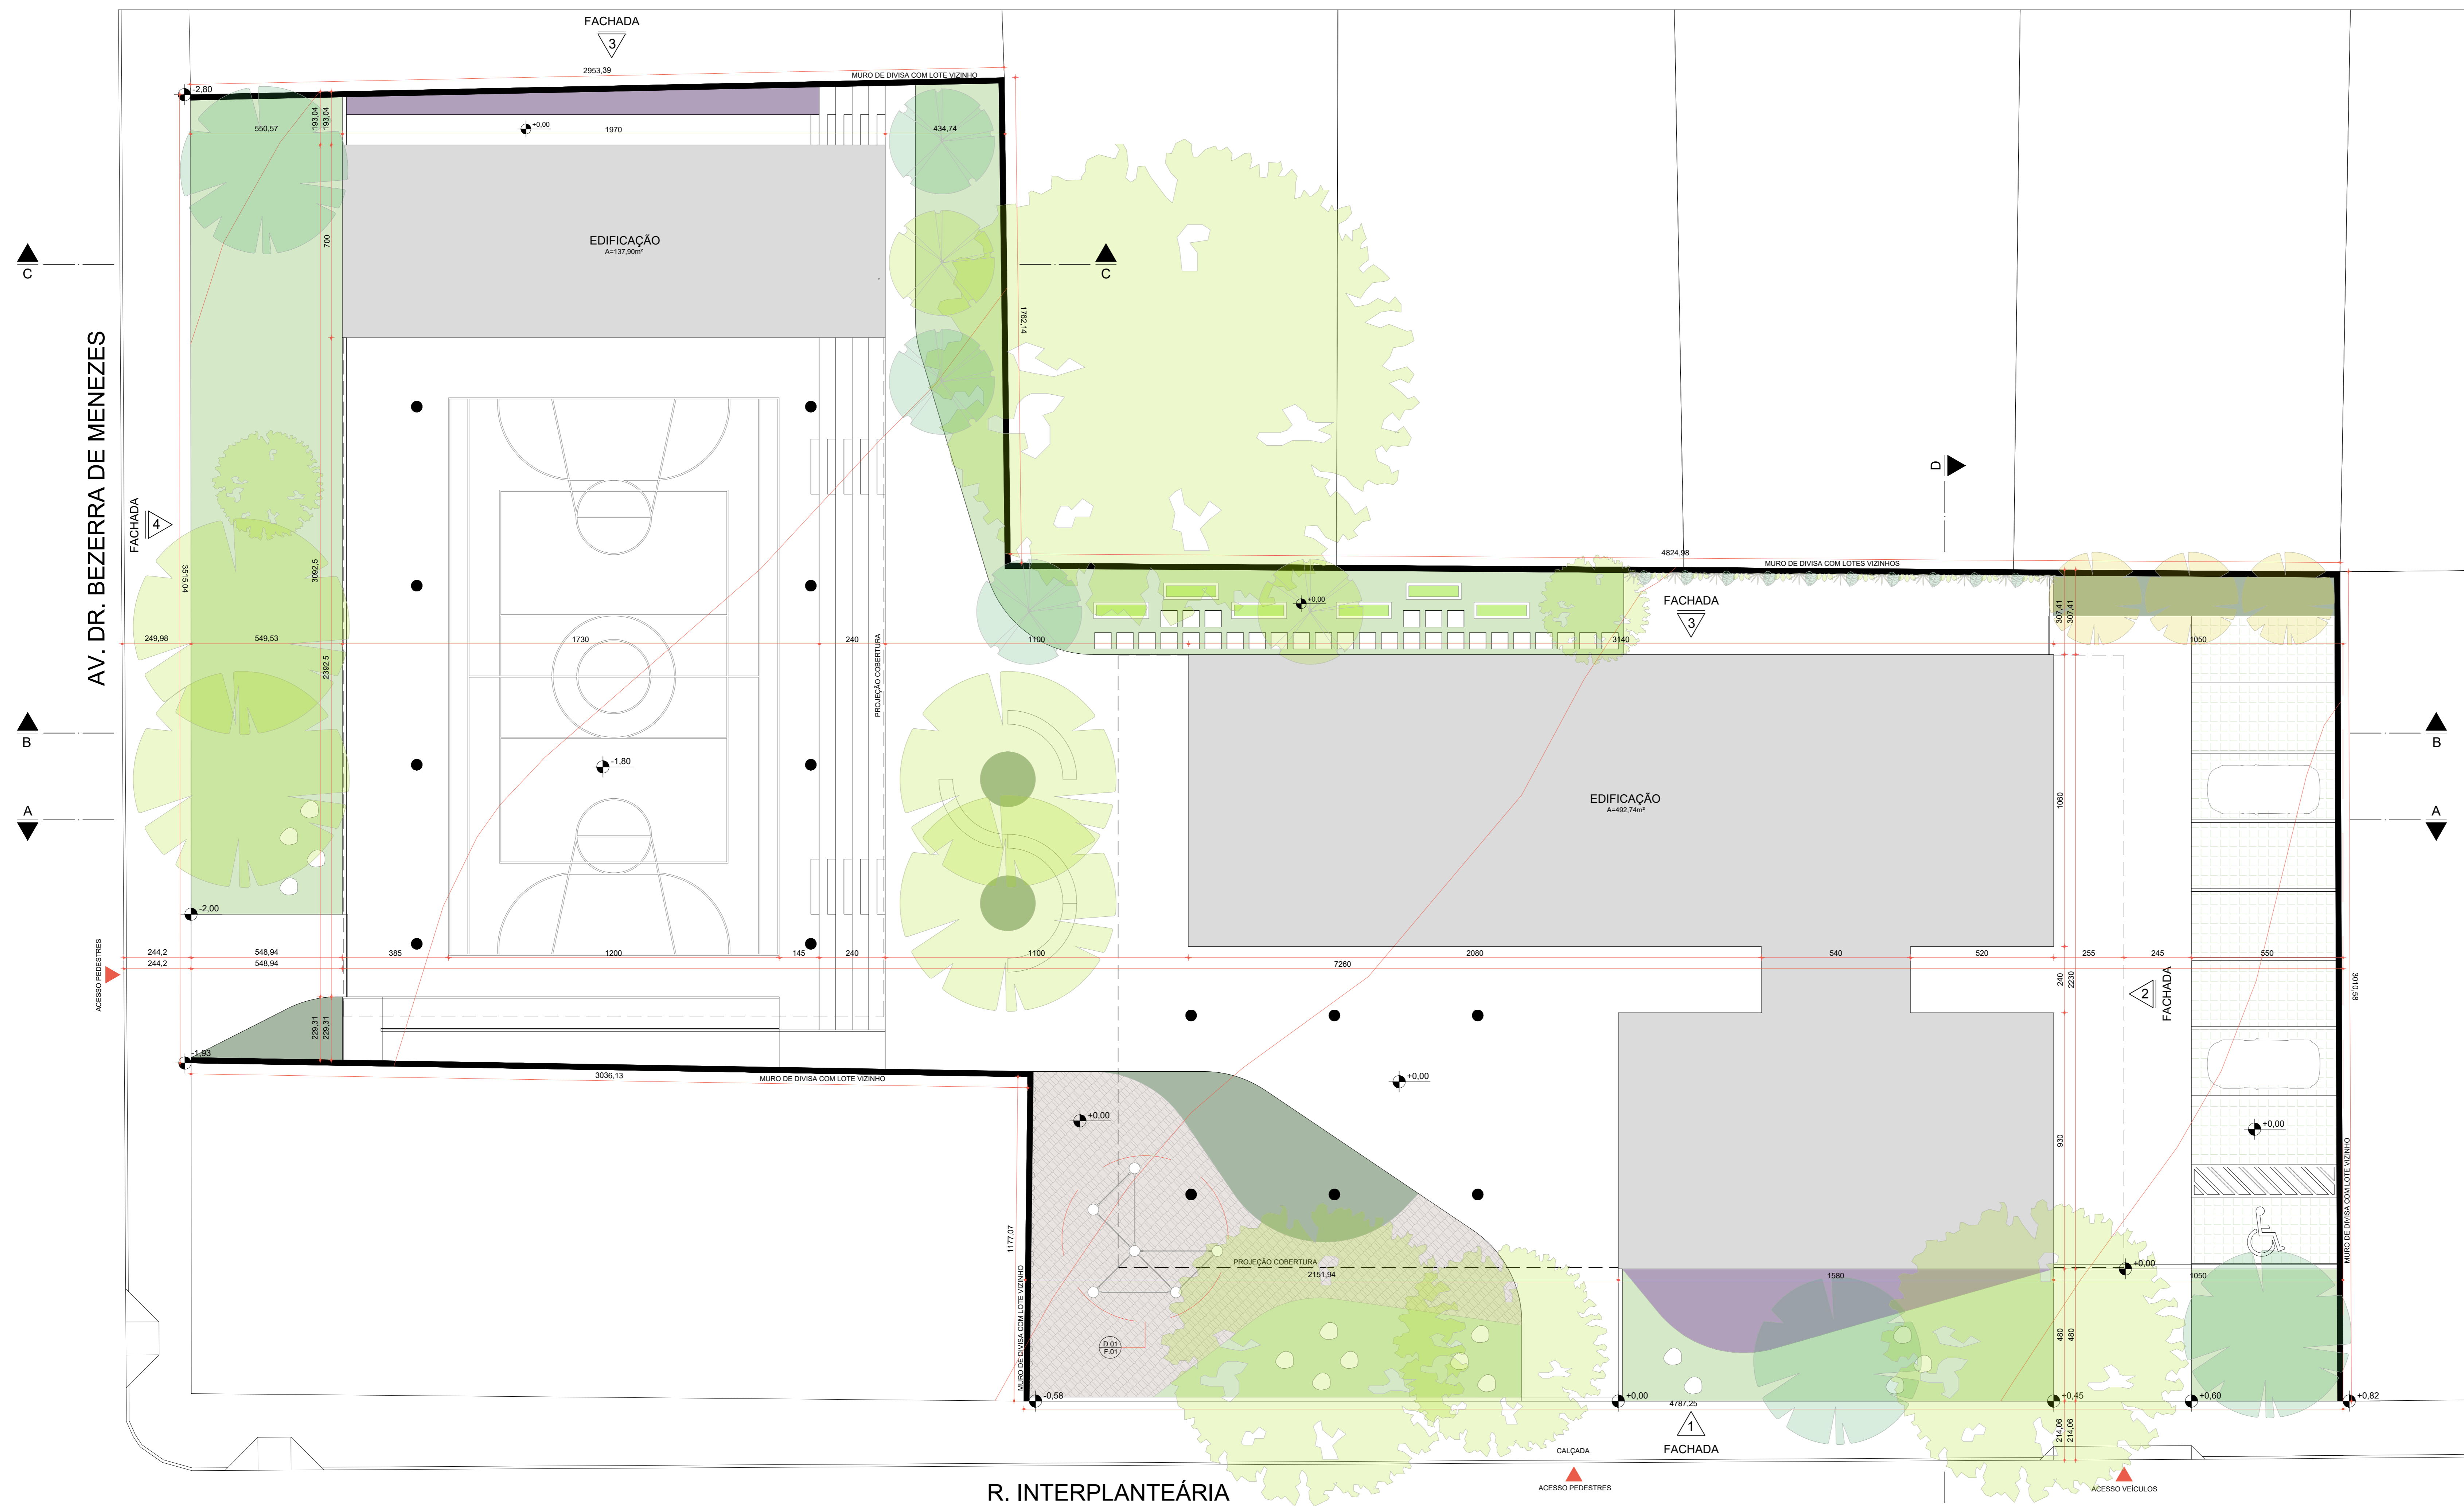 FACHADA
3
2953,39
MURO DE DIVISA COM LOTE VIZINHO
-2,80
193,04
193,04
550,57
+0,00
1970
434,74
700
EDIFICAÇÃO
A=137,90m²
C
C
1762,14
AV. DR. BEZERRA DE MENEZES
FACHADA
4
D
4824,98
MURO DE DIVISA COM LOTES VIZINHOS
3515,04
3092,5
+0,00
FACHADA
3
307,41
307,41
249,98
549,53
1730
240
1100
3140
1050
2392,5
PROJEÇÃO COBERTURA
B
B
-1,80
EDIFICAÇÃO
A=492,74m²
1060
A
A
-2,00
ACESSO PEDESTRES
244,2
548,94
385
1200
145
240
1100
2080
540
520
255
245
550
244,2
548,94
7260
240
2230
2
FACHADA
3010,58
229,31
229,31
-1,93
3036,13
MURO DE DIVISA COM LOTE VIZINHO
+0,00
+0,00
+0,00
930
MURO DE DIVISA COM LOTE VIZINHO
1177,07
MURO DE DIVISA COM LOTE VIZINHO
PROJEÇÃO COBERTURA
2151,94
1580
+0,00
1050
D.01
F.01
480
480
-0,58
+0,00
+0,45
+0,60
+0,82
4787,25
1
FACHADA
214,06
214,06
CALÇADA
R. INTERPLANTEÁRIA
ACESSO PEDESTRES
ACESSO VEÍCULOS